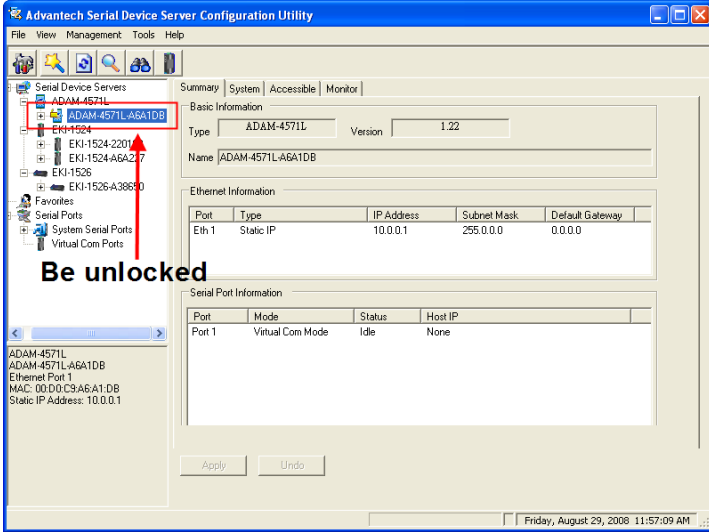 Advantech Serial Device Server Configuration Utility
File View Management Tools Help
Serial Device Servers
ADAM-4571L
ADAM-4571L-A6A1DB
EKI-1524
EKI-1524-2201
EKI-1524-A6A227
EKI-1526
EKI-1526-A38650
Favorites
Serial Ports
System Serial Ports
Virtual Com Ports
Be unlocked
ADAM-4571L
ADAM-4571L-A6A1DB
Ethernet Port 1
MAC: 00:D0:C9:A6:A1:DB
Static IP Address: 10.0.0.1
Summary System Accessible Monitor
Basic Information
Type ADAM-4571L Version 1.22
Name ADAM-4571L-A6A1DB
Ethernet Information
Port Type IP Address Subnet Mask Default Gateway
Eth 1 Static IP 10.0.0.1 255.0.0.0 0.0.0.0
Serial Port Information
Port Mode Status Host IP
Port 1 Virtual Com Mode Idle None
Apply Undo
Friday, August 29, 2008 11:57:09 AM